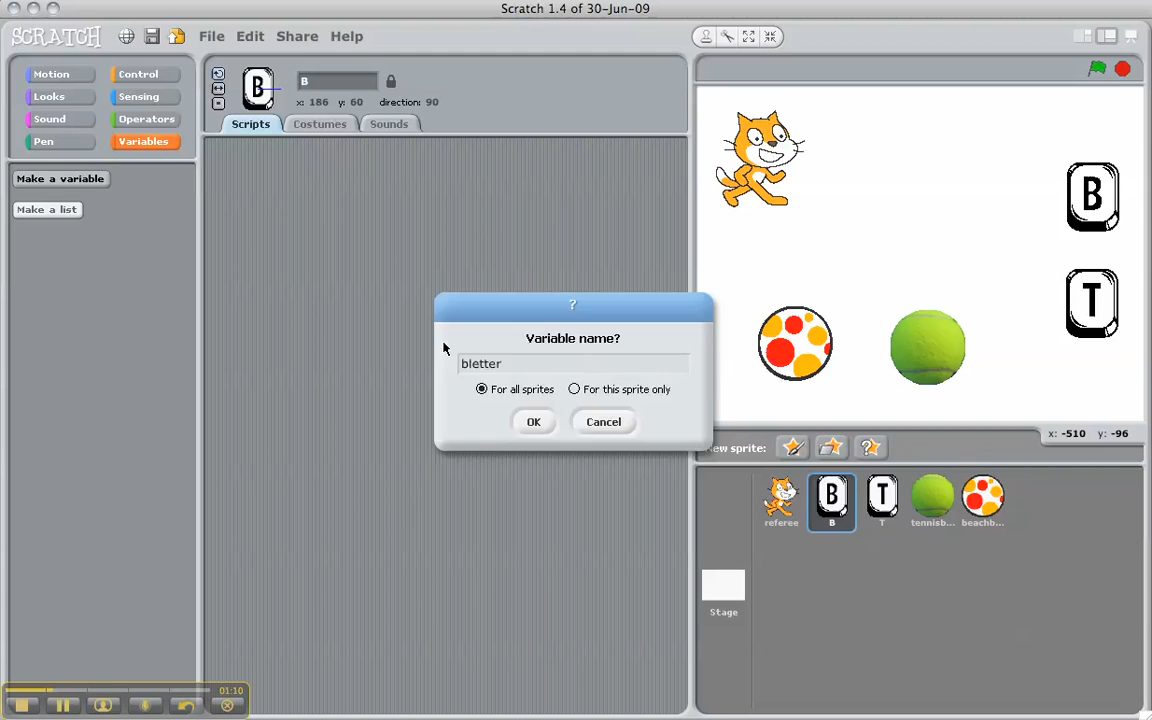 Scratch 1.4 of 30-Jun-09
SCRATCH File Edit Share Help
Motion Control
Looks Sensing
Sound Operators
Pen Variables
Make a variable
Make a list
B
B
x: 186 y: 60 direction: 90
Scripts Costumes Sounds
?
Variable name?
bletter
For all sprites For this sprite only
OK Cancel
B
T
x: -510 y: -96
ew sprite:
B T
referee B T tennisb... beachb...
Stage
01:10